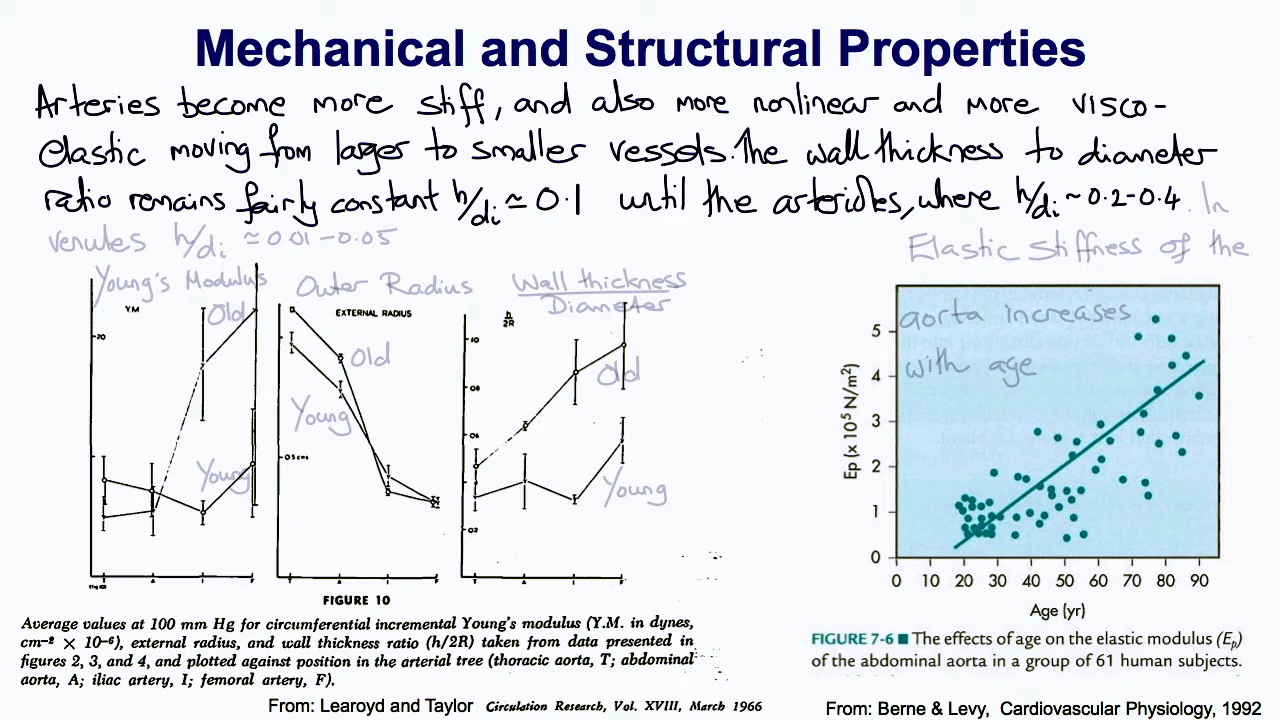 Mechanical and Structural Properties
Arteries become more stiff, and also more nonlinear and more visco-
elastic moving from larger to smaller vessels. The wall thickness to diameter
ratio remains fairly constant h/di ≃ 0.1 until the arterioles, where h/di ~ 0.2-0.4. In
venules h/di ≃ 0.01-0.05
Elastic stiffness of the
aorta increases
with age
Young's Modulus
Y.M.
Old
Young
20
T A I F
Outer Radius
EXTERNAL RADIUS
Old
Young
0.5 cms
T A I F
Wall thickness
Diameter
h
2R
Old
Young
.10
.08
.06
.02
T A I F
FIGURE 10
Average values at 100 mm Hg for circumferential incremental Young's modulus (Y.M. in dynes,
cm⁻² × 10⁻⁶), external radius, and wall thickness ratio (h/2R) taken from data presented in
figures 2, 3, and 4, and plotted against position in the arterial tree (thoracic aorta, T; abdominal
aorta, A; iliac artery, I; femoral artery, F).
From: Learoyd and Taylor Circulation Research, Vol. XVIII, March 1966
Ep (x 10⁵ N/m²)
5
4
3
2
1
0
0 10 20 30 40 50 60 70 80 90
Age (yr)
FIGURE 7-6 ■ The effects of age on the elastic modulus (Ep)
of the abdominal aorta in a group of 61 human subjects.
From: Berne & Levy, Cardiovascular Physiology, 1992